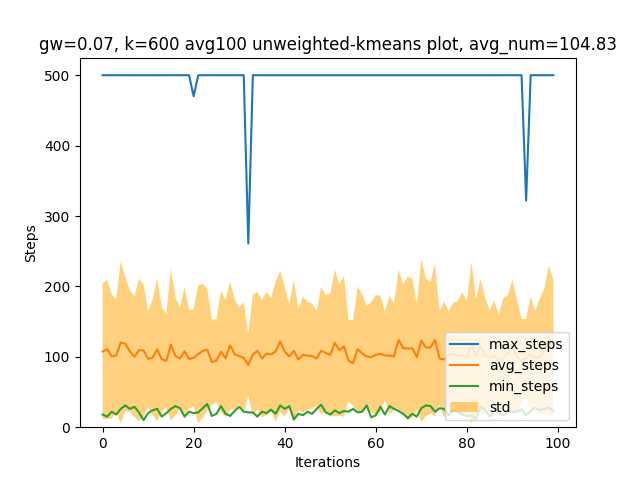 gw=0.07, k=600 avg100 unweighted-kmeans plot, avg_num=104.83
500
400
300
200
100
0
Steps
0 20 40 60 80 100
Iterations
max_steps
avg_steps
min_steps
std